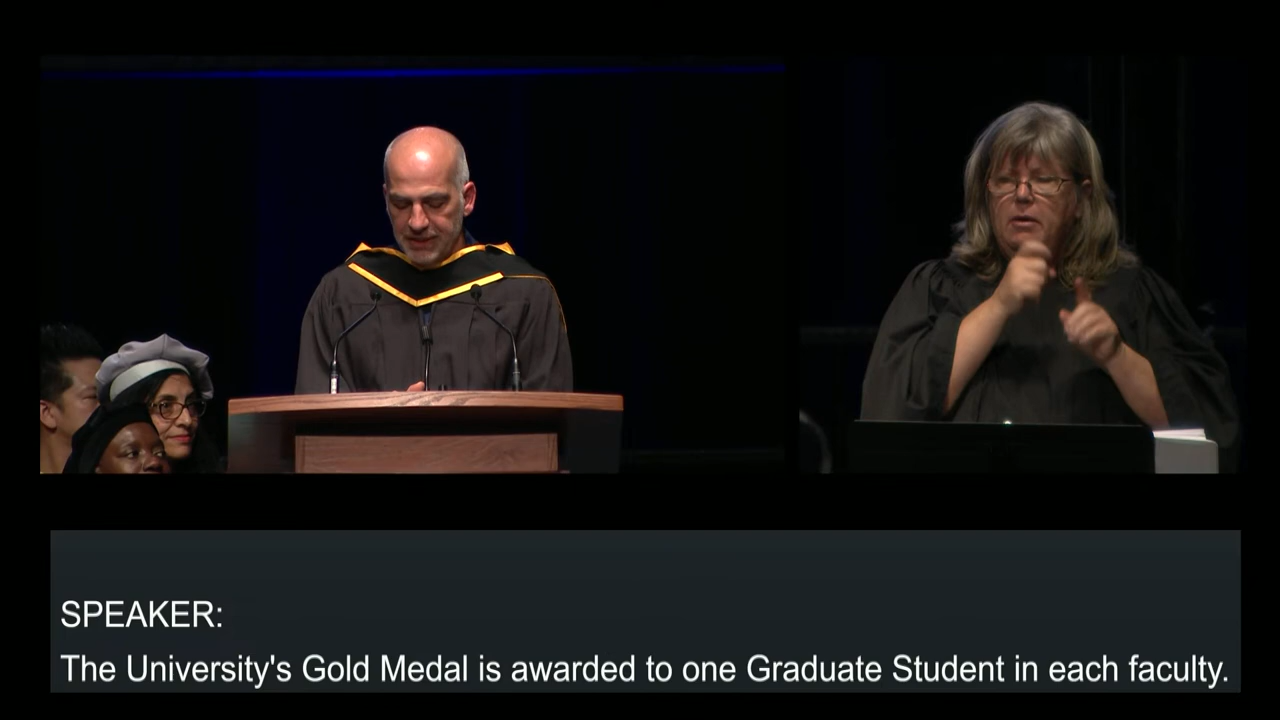 SPEAKER:
The University's Gold Medal is awarded to one Graduate Student in each faculty.